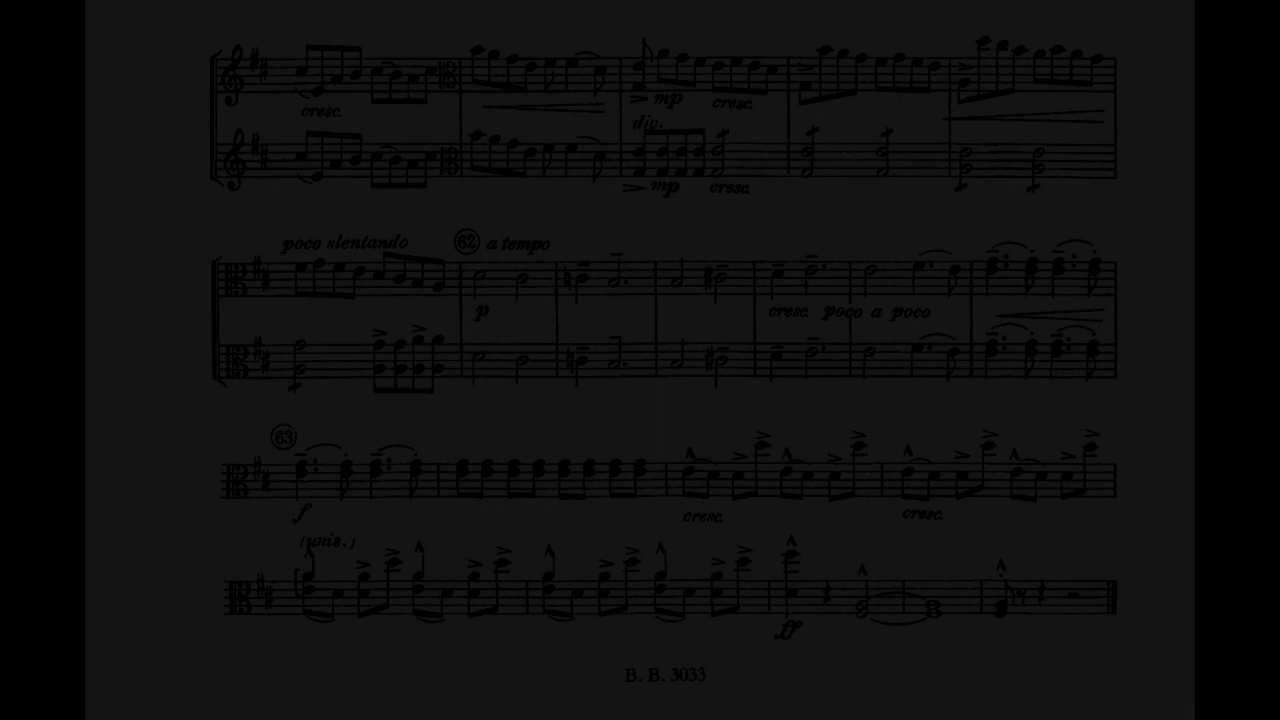 cresc.
mp cresc.
div.
mp cresc.
poco slentando 62 a tempo
p cresc. poco a poco
63
f cresc. cresc.
(unis.)
ff
B. B. 3033